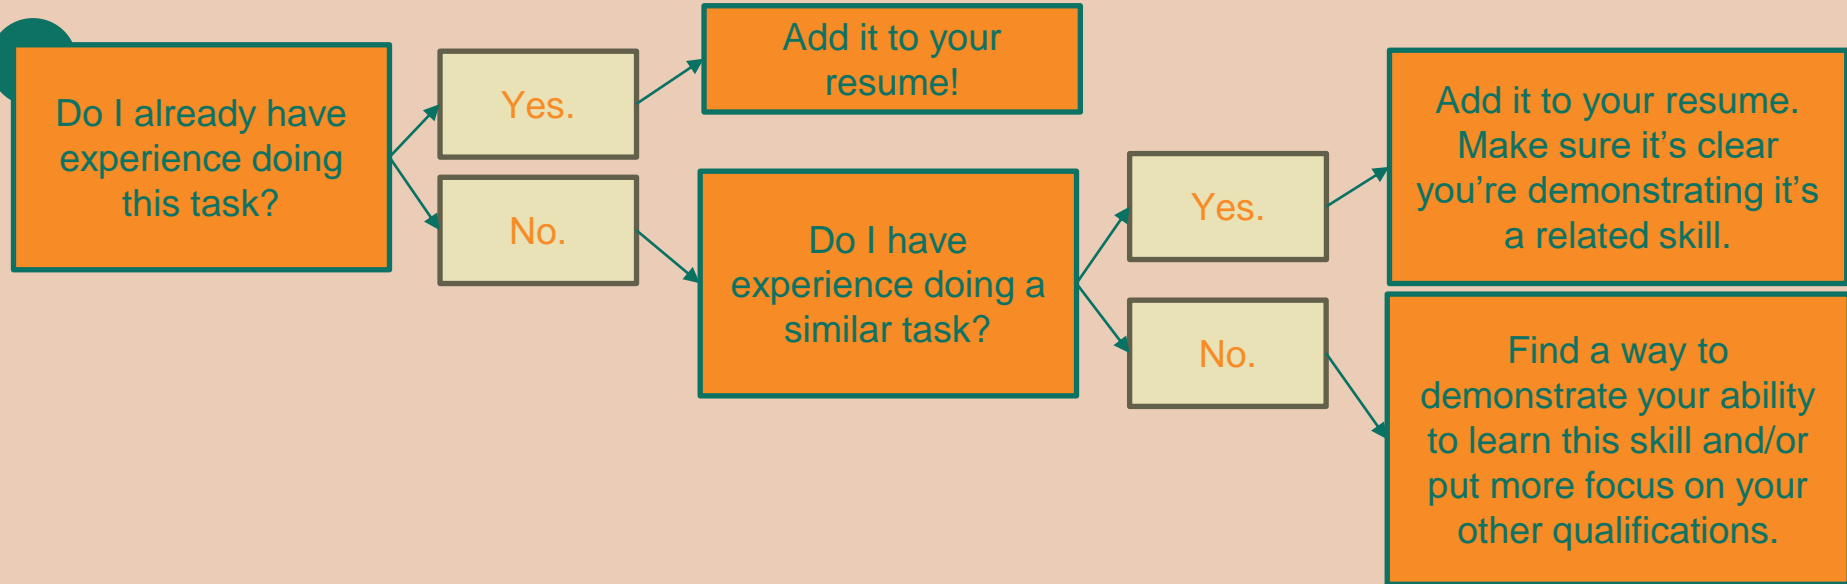 Do I already have
experience doing
this task?
Yes.
No.
Add it to your
resume!
Do I have
experience doing a
similar task?
Yes.
No.
Add it to your resume.
Make sure it’s clear
you’re demonstrating it’s
a related skill.
Find a way to
demonstrate your ability
to learn this skill and/or
put more focus on your
other qualifications.